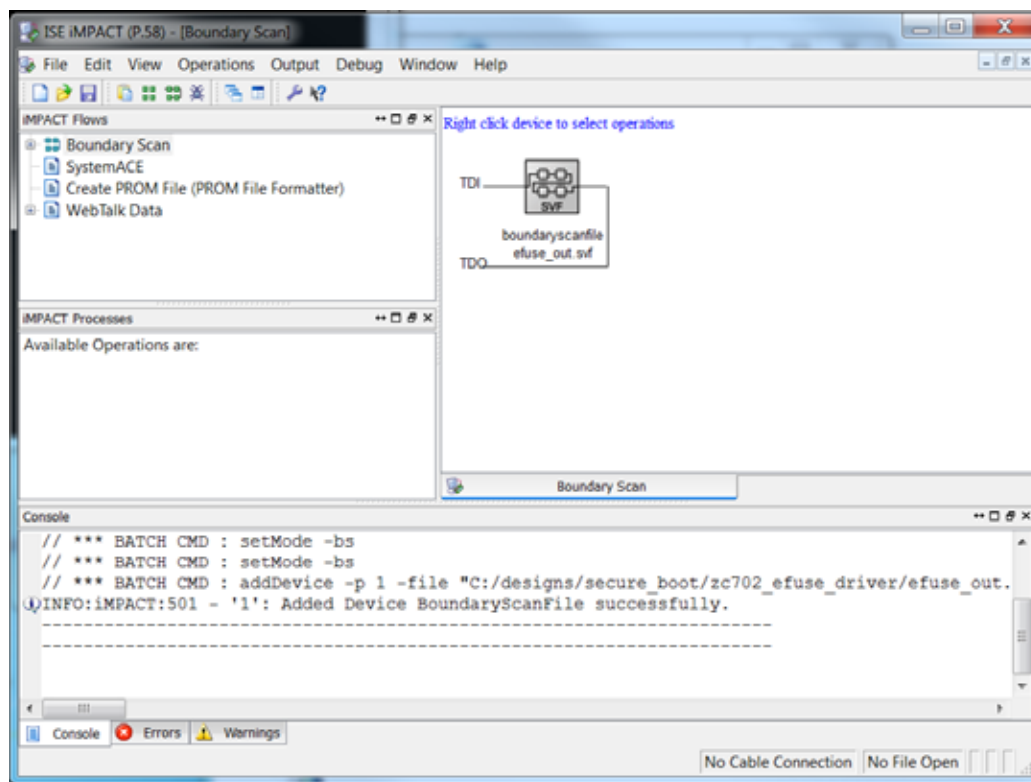 ISE iMPACT (P.58) - [Boundary Scan]
File Edit View Operations Output Debug Window Help
iMPACT Flows
Boundary Scan
SystemACE
Create PROM File (PROM File Formatter)
WebTalk Data
Right click device to select operations
TDI
SVF
boundaryscanfile
efuse_out.svf
TDO
iMPACT Processes
Available Operations are:
Boundary Scan
Console
// *** BATCH CMD : setMode -bs
// *** BATCH CMD : setMode -bs
// *** BATCH CMD : addDevice -p 1 -file "C:/designs/secure_boot/zc702_efuse_driver/efuse_out.
INFO:iMPACT:501 - '1': Added Device BoundaryScanFile successfully.
----------------------------------------------------------------------
----------------------------------------------------------------------
Console Errors Warnings
No Cable Connection No File Open